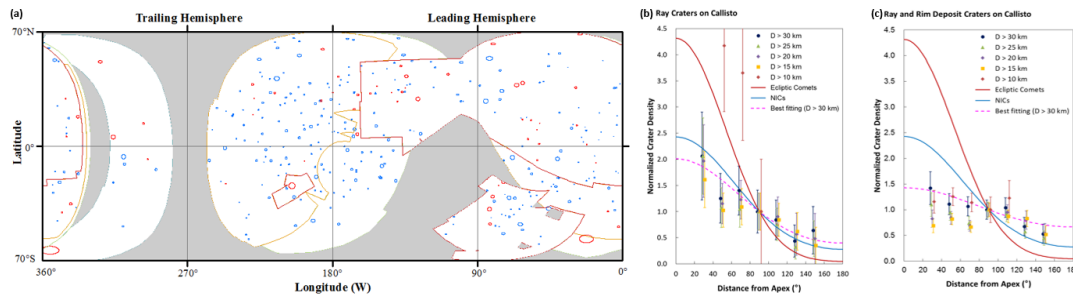 (a)
Trailing Hemisphere
Leading Hemisphere
70°N
Latitude
0°
70°S
360°
270°
180°
90°
0°
Longitude (W)
(b) Ray Craters on Callisto
Normalized Crater Density
5.0
4.5
4.0
3.5
3.0
2.5
2.0
1.5
1.0
0.5
0.0
D > 30 km
D > 25 km
D > 20 km
D > 15 km
D > 10 km
Ecliptic Comets
NICs
Best fitting (D > 30 km)
0 20 40 60 80 100 120 140 160 180
Distance from Apex (°)
(c) Ray and Rim Deposit Craters on Callisto
Normalized Crater Density
5.0
4.5
4.0
3.5
3.0
2.5
2.0
1.5
1.0
0.5
0.0
D > 30 km
D > 25 km
D > 20 km
D > 15 km
D > 10 km
Ecliptic Comets
NICs
Best fitting (D > 30 km)
0 20 40 60 80 100 120 140 160 180
Distance from Apex (°)